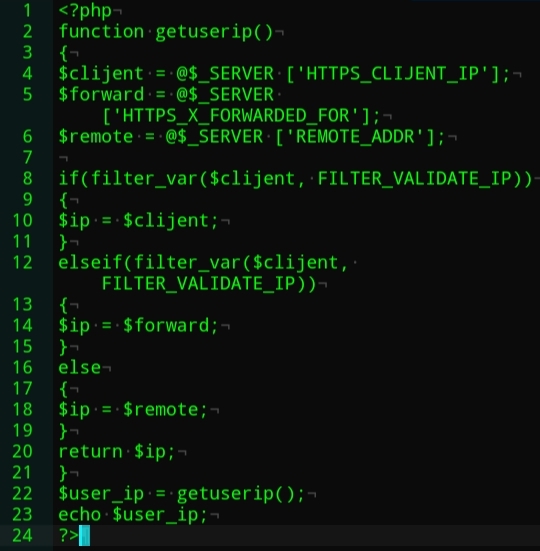 1 <?php¬
2 function·getuserip()¬
3 {¬
4 $clijent·=·@$_SERVER·['HTTPS_CLIJENT_IP'];¬
5 $forward·=·@$_SERVER·
['HTTPS_X_FORWARDED_FOR'];¬
6 $remote·=·@$_SERVER·['REMOTE_ADDR'];¬
7 ¬
8 if(filter_var($clijent,·FILTER_VALIDATE_IP))¬
9 {¬
10 $ip·=·$clijent;¬
11 }¬
12 elseif(filter_var($clijent,·
FILTER_VALIDATE_IP))¬
13 {¬
14 $ip·=·$forward;¬
15 }¬
16 else¬
17 {¬
18 $ip·=·$remote;¬
19 }¬
20 return·$ip;¬
21 }¬
22 $user_ip·=·getuserip();¬
23 echo·$user_ip;¬
24 ?>